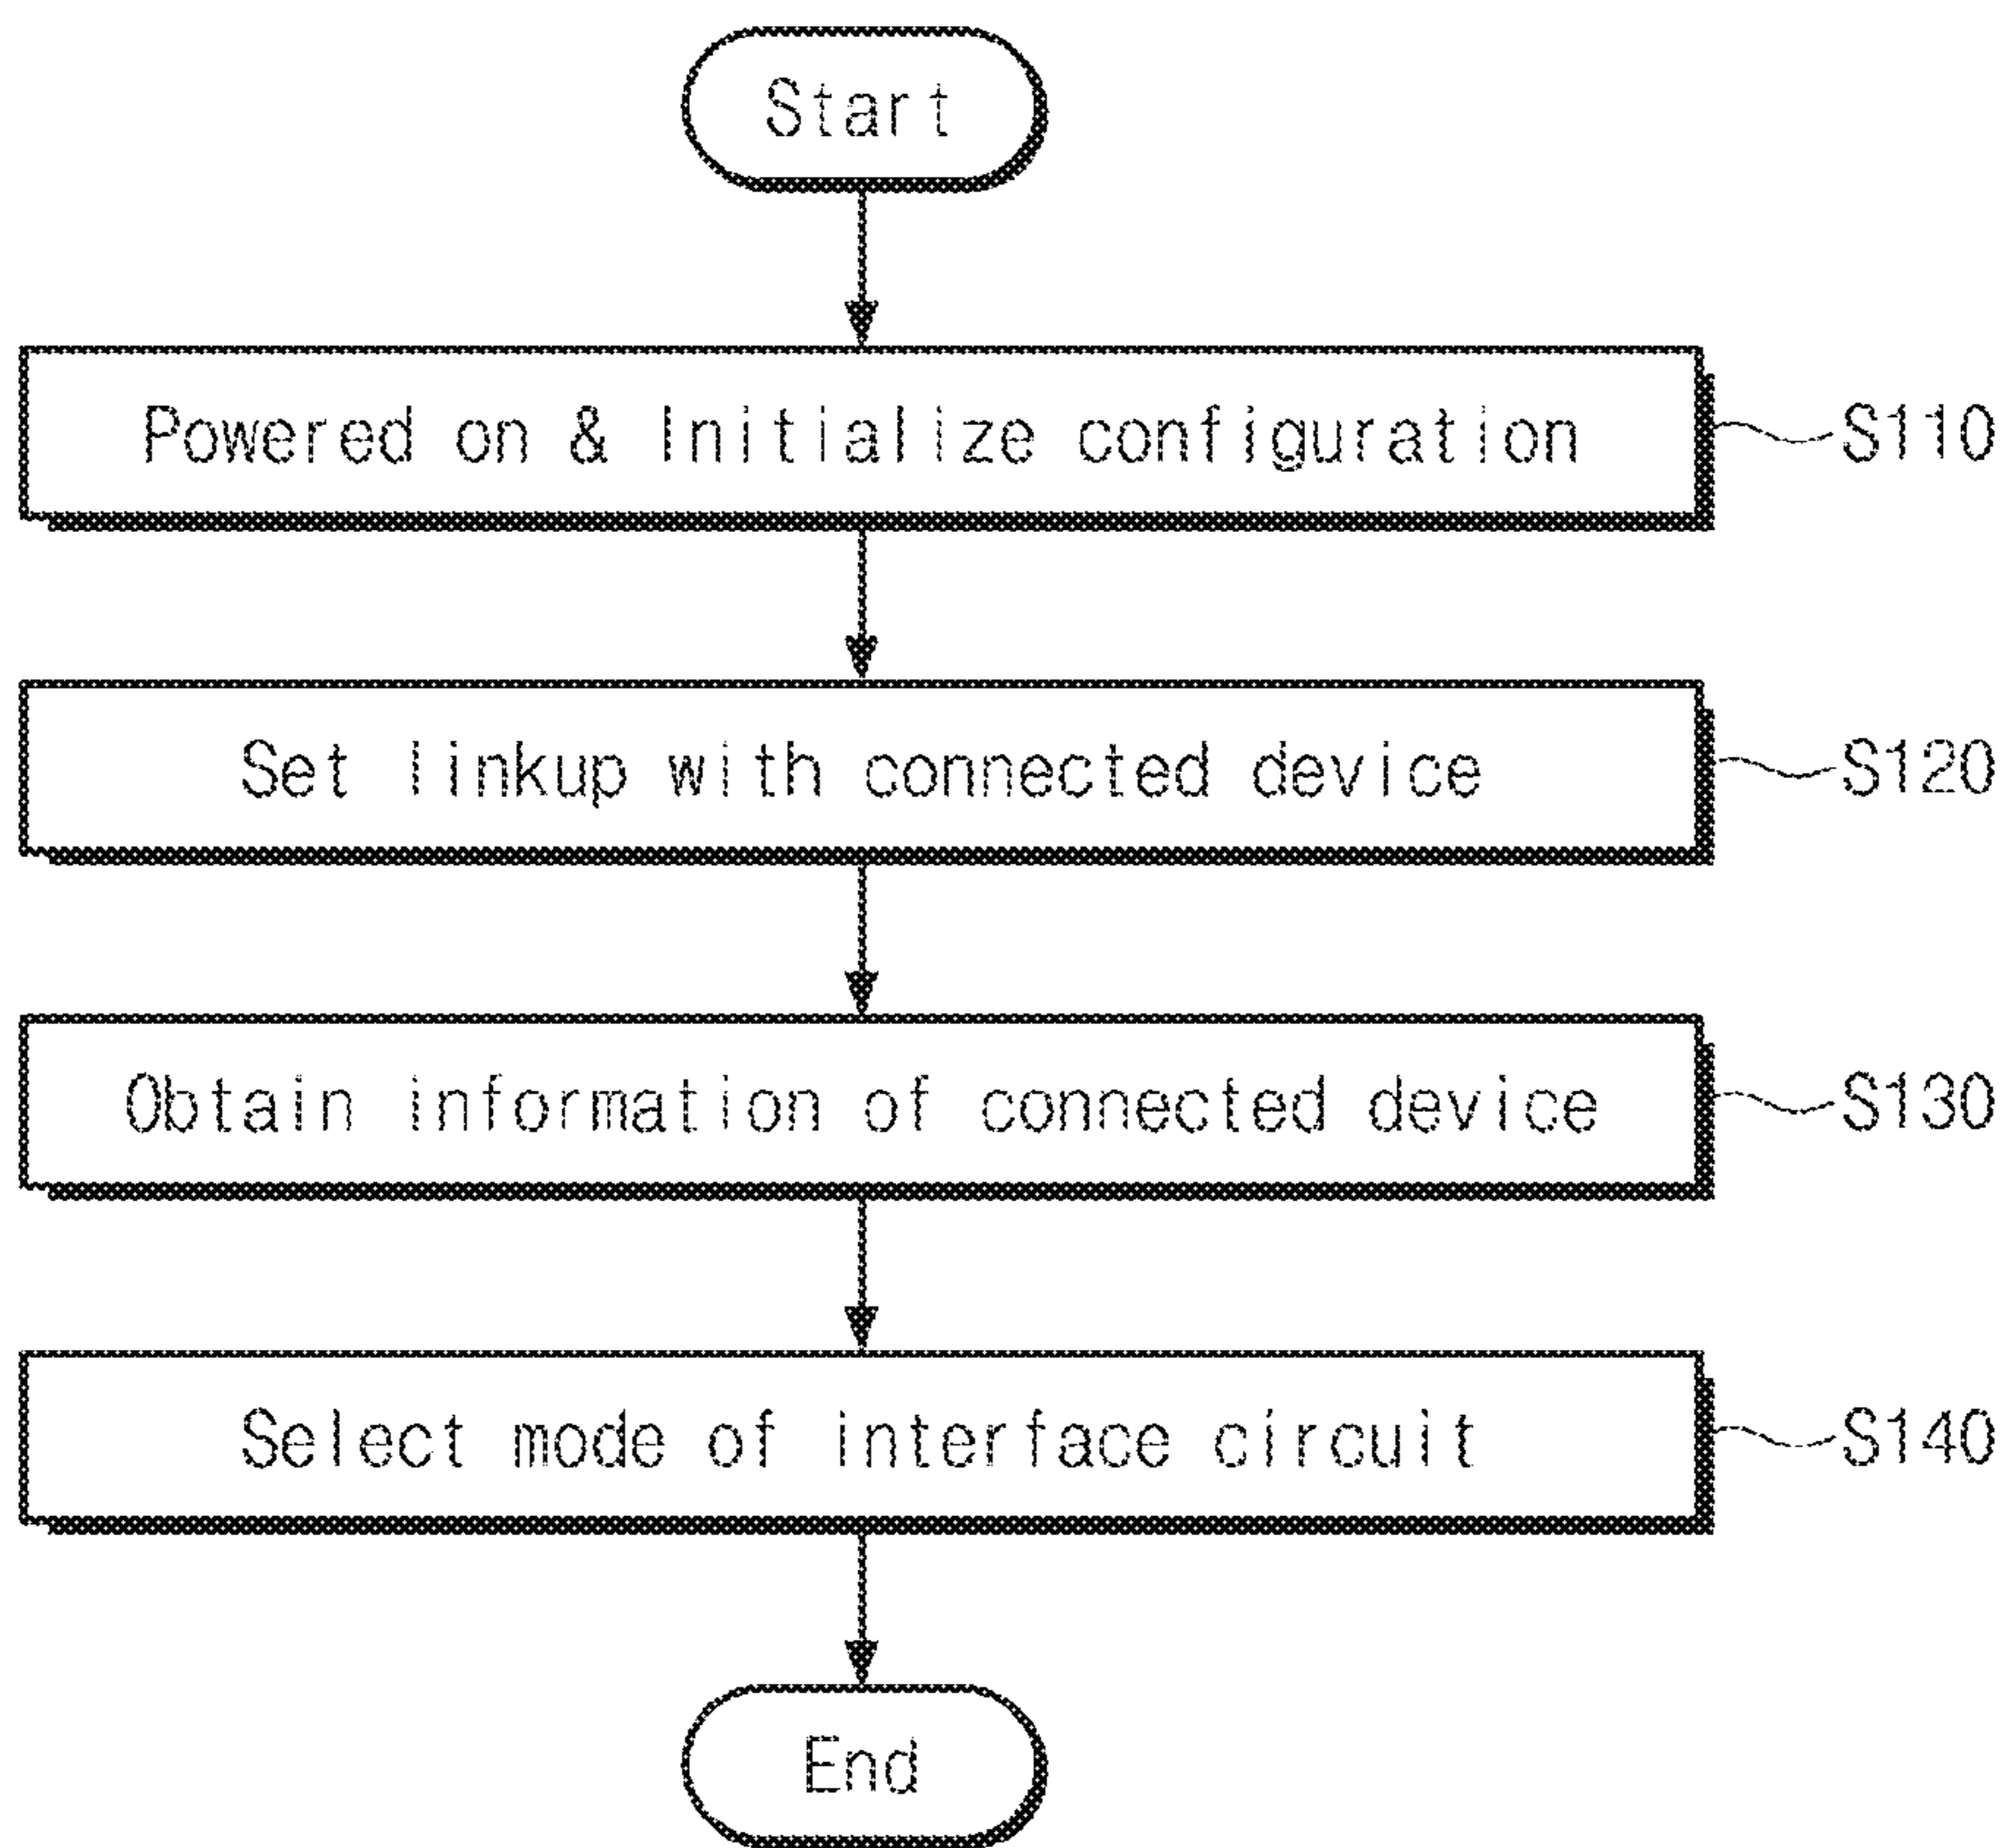 Start
Powered on & Initialize configuration
S110
Set linkup with connected device
S120
Obtain information of connected device
S130
Select mode of interface circuit
S140
End